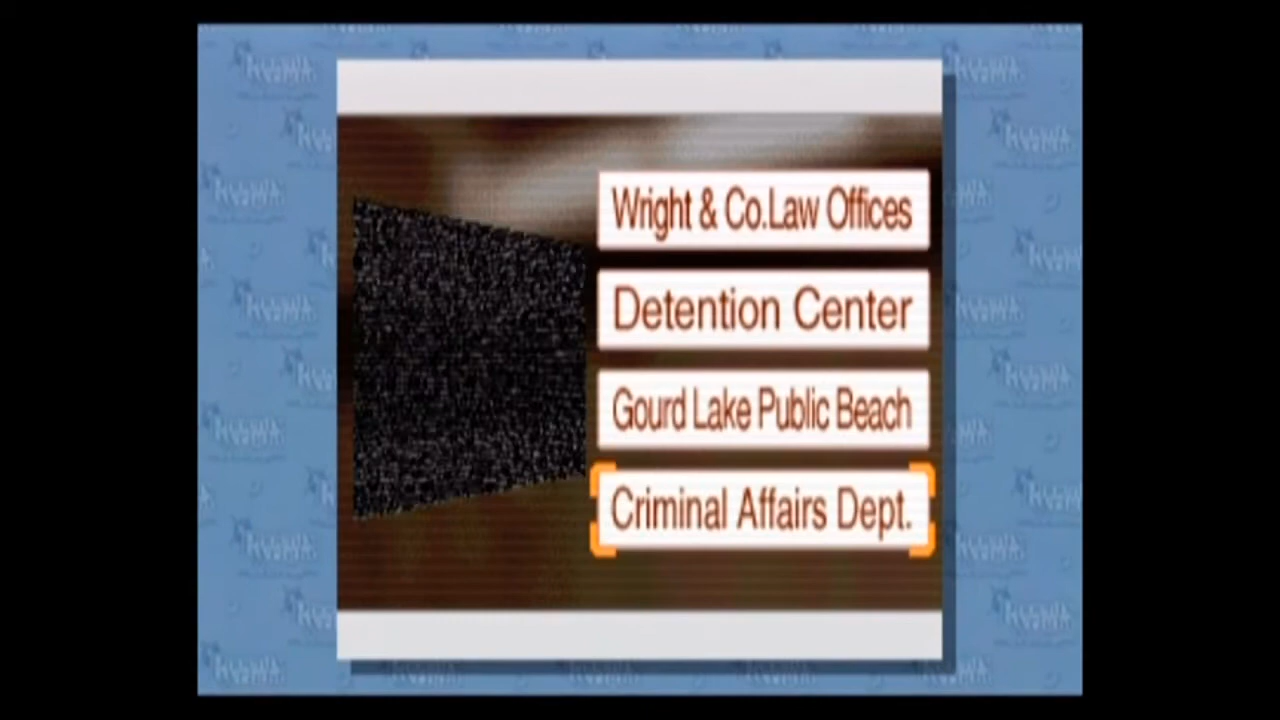 Wright & Co.Law Offices
Detention Center
Gourd Lake Public Beach
Criminal Affairs Dept.